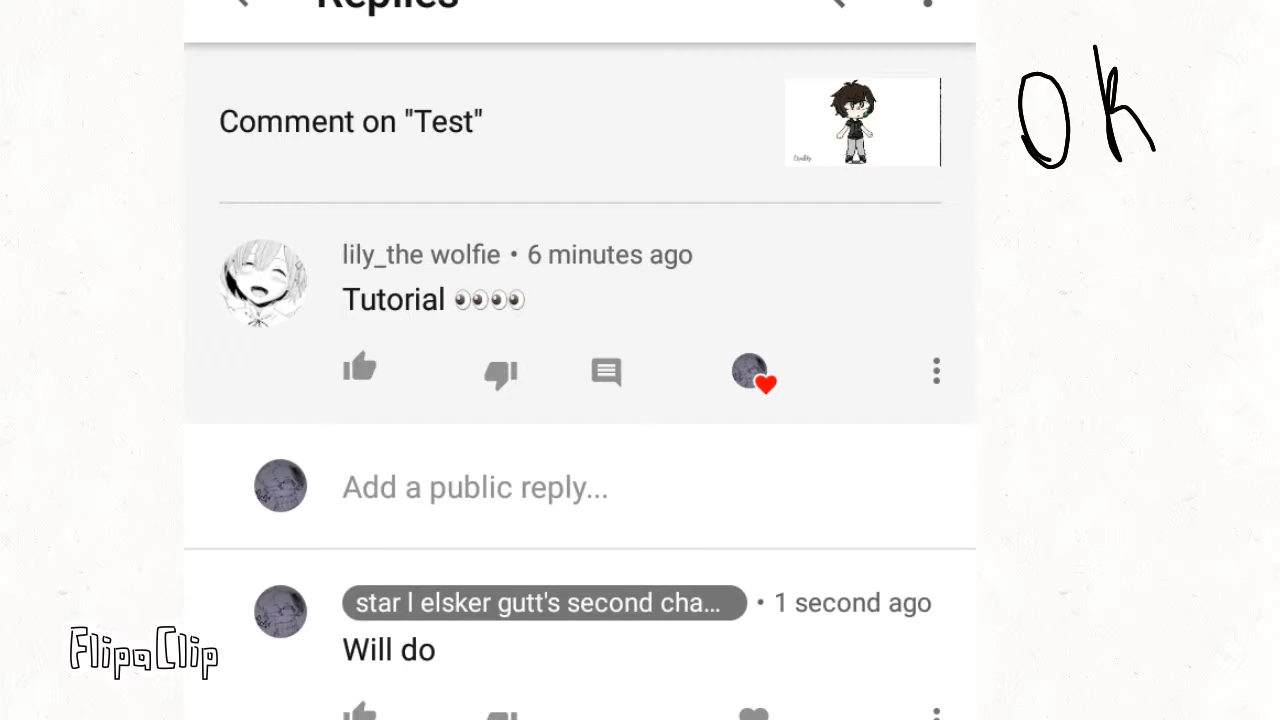 Replies
OK
Comment on "Test"
lily_the wolfie • 6 minutes ago
Tutorial 👀👀
Add a public reply...
star l elsker gutt's second cha... • 1 second ago
Will do
FlipaClip